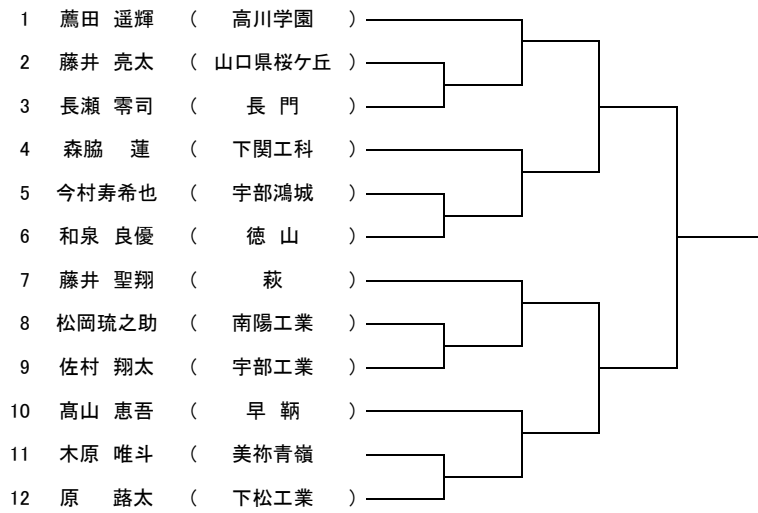 1 薦田 遥輝 ( 高川学園 )
2 藤井 亮太 ( 山口県桜ケ丘 )
3 長瀬 零司 ( 長 門 )
4 森脇 蓮 ( 下関工科 )
5 今村寿希也 ( 宇部鴻城 )
6 和泉 良優 ( 徳 山 )
7 藤井 聖翔 ( 萩 )
8 松岡琉之助 ( 南陽工業 )
9 佐村 翔太 ( 宇部工業 )
10 髙山 恵吾 ( 早 鞆 )
11 木原 唯斗 ( 美祢青嶺
12 原 蕗太 ( 下松工業 )